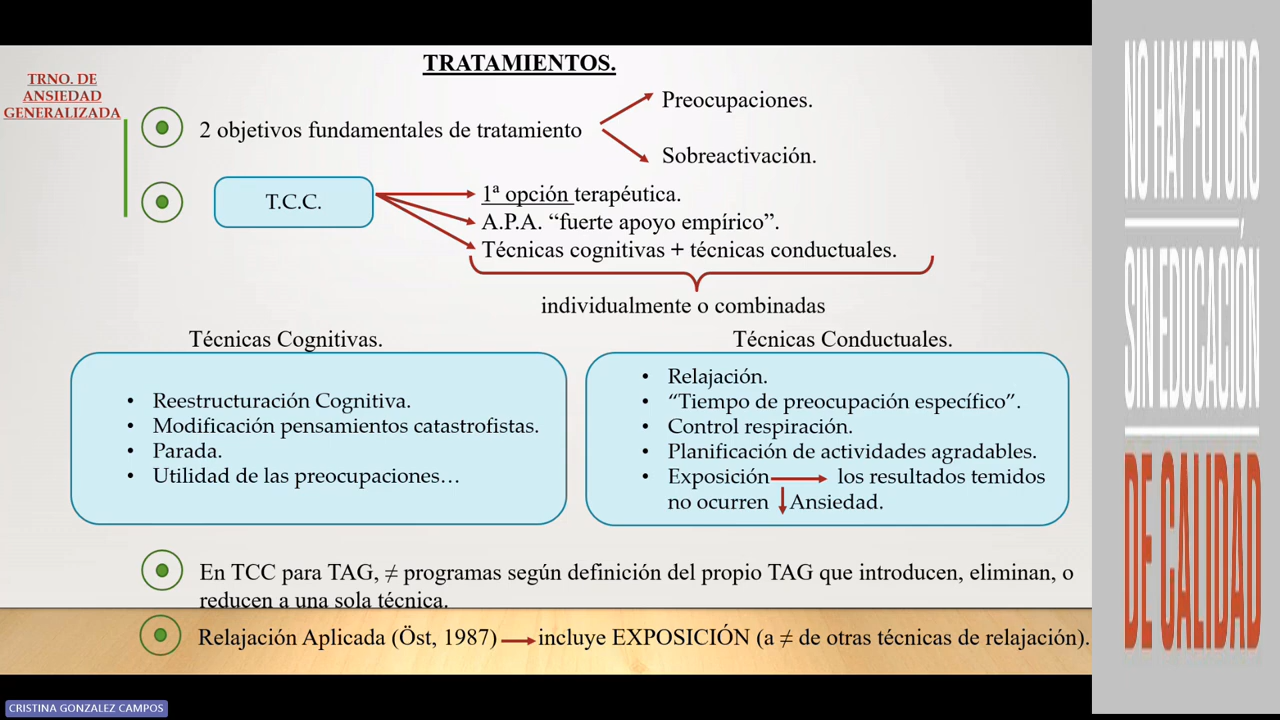 TRATAMIENTOS.
TRNO. DE
ANSIEDAD
GENERALIZADA
2 objetivos fundamentales de tratamiento
Preocupaciones.
Sobreactivación.
T.C.C.
1ª opción terapéutica.
A.P.A. “fuerte apoyo empírico”.
Técnicas cognitivas + técnicas conductuales.
individualmente o combinadas
Técnicas Cognitivas.
• Reestructuración Cognitiva.
• Modificación pensamientos catastrofistas.
• Parada.
• Utilidad de las preocupaciones…
Técnicas Conductuales.
• Relajación.
• “Tiempo de preocupación específico”.
• Control respiración.
• Planificación de actividades agradables.
• Exposición → los resultados temidos
no ocurren ↓ Ansiedad.
En TCC para TAG, ≠ programas según definición del propio TAG que introducen, eliminan, o
reducen a una sola técnica.
Relajación Aplicada (Öst, 1987) → incluye EXPOSICIÓN (a ≠ de otras técnicas de relajación).
NO HAY FUTURO
SIN EDUCACIÓN
DE CALIDAD
CRISTINA GONZALEZ CAMPOS